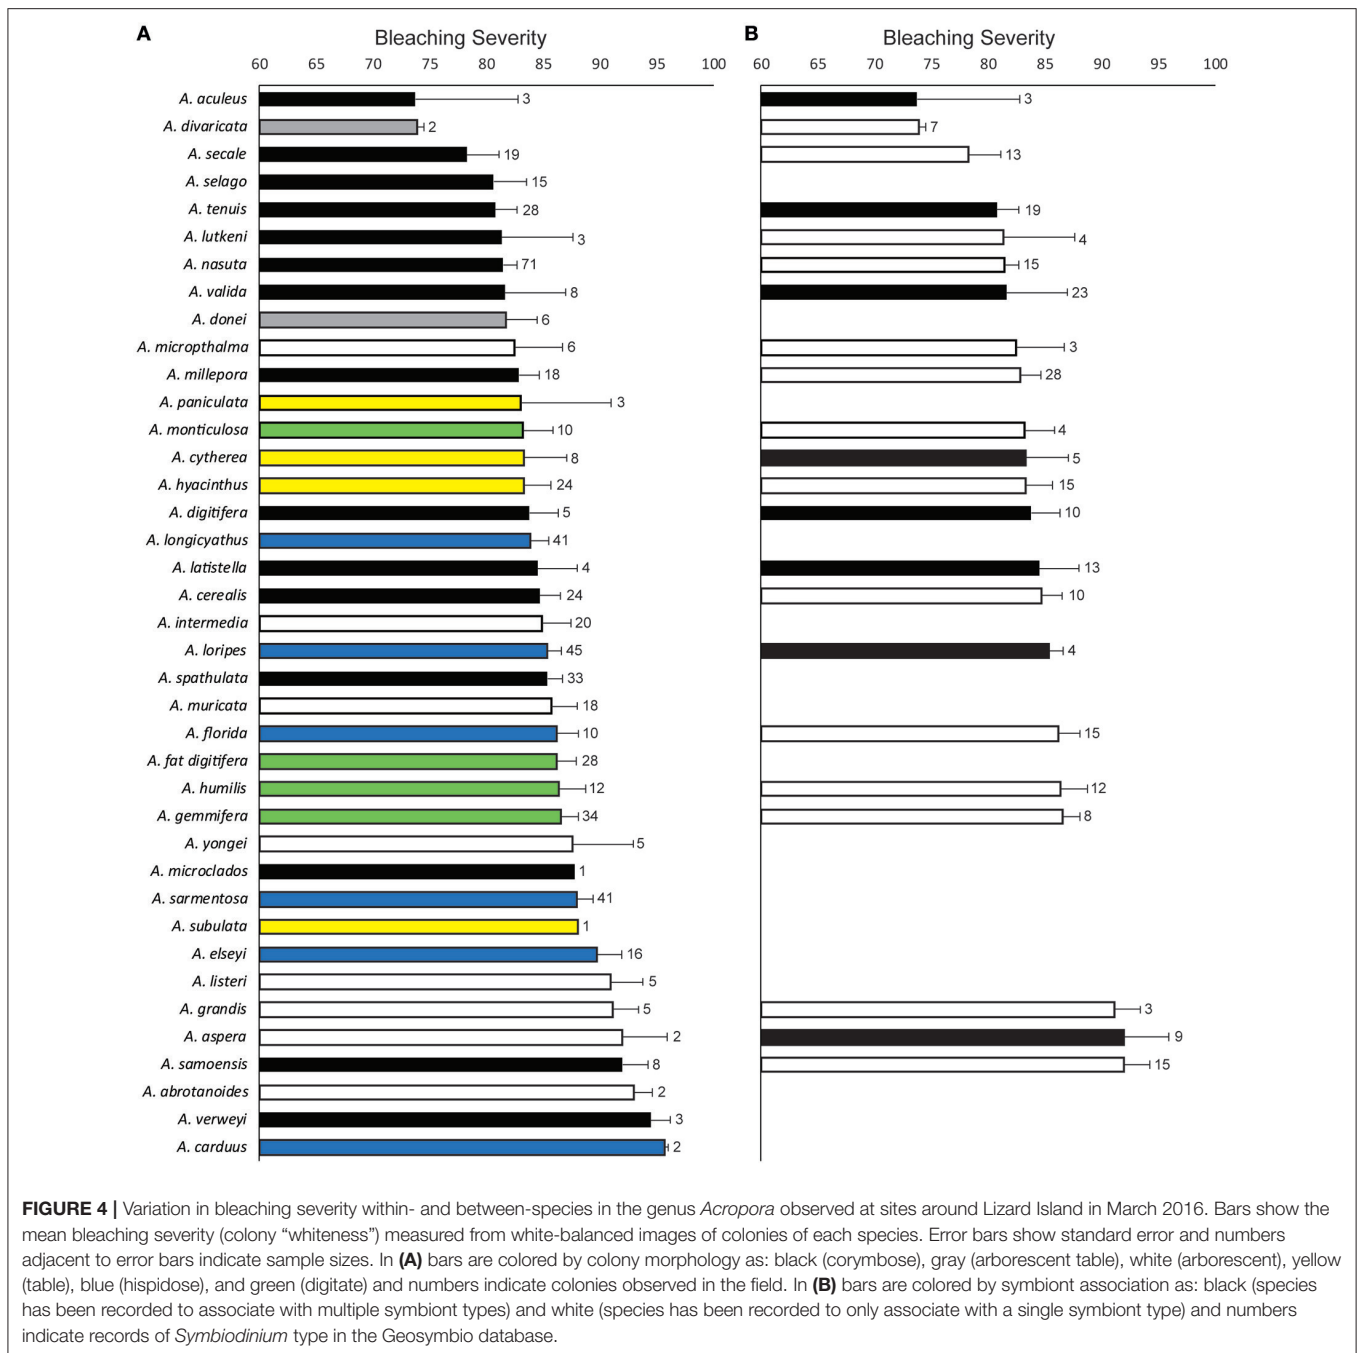 A Bleaching Severity B Bleaching Severity
60 65 70 75 80 85 90 95 100 60 65 70 75 80 85 90 95 100
A. aculeus 3 3
A. divaricata 2 7
A. secale 19 13
A. selago 15
A. tenuis 28 19
A. lutkeni 3 4
A. nasuta 71 15
A. valida 8 23
A. donei 6
A. micropthalma 6 3
A. millepora 18 28
A. paniculata 3
A. monticulosa 10 4
A. cytherea 8 5
A. hyacinthus 24 15
A. digitifera 5 10
A. longicyathus 41
A. latistella 4 13
A. cerealis 24 10
A. intermedia 20
A. loripes 45 4
A. spathulata 33
A. muricata 18
A. florida 10 15
A. fat digitifera 28
A. humilis 12 12
A. gemmifera 34 8
A. yongei 5
A. microclados 1
A. sarmentosa 41
A. subulata 1
A. elseyi 16
A. listeri 5
A. grandis 5 3
A. aspera 2 9
A. samoensis 8 15
A. abrotanoides 2
A. verweyi 3
A. carduus 2
FIGURE 4 | Variation in bleaching severity within- and between-species in the genus Acropora observed at sites around Lizard Island in March 2016. Bars show the
mean bleaching severity (colony “whiteness”) measured from white-balanced images of colonies of each species. Error bars show standard error and numbers
adjacent to error bars indicate sample sizes. In (A) bars are colored by colony morphology as: black (corymbose), gray (arborescent table), white (arborescent), yellow
(table), blue (hispidose), and green (digitate) and numbers indicate colonies observed in the field. In (B) bars are colored by symbiont association as: black (species
has been recorded to associate with multiple symbiont types) and white (species has been recorded to only associate with a single symbiont type) and numbers
indicate records of Symbiodinium type in the Geosymbio database.